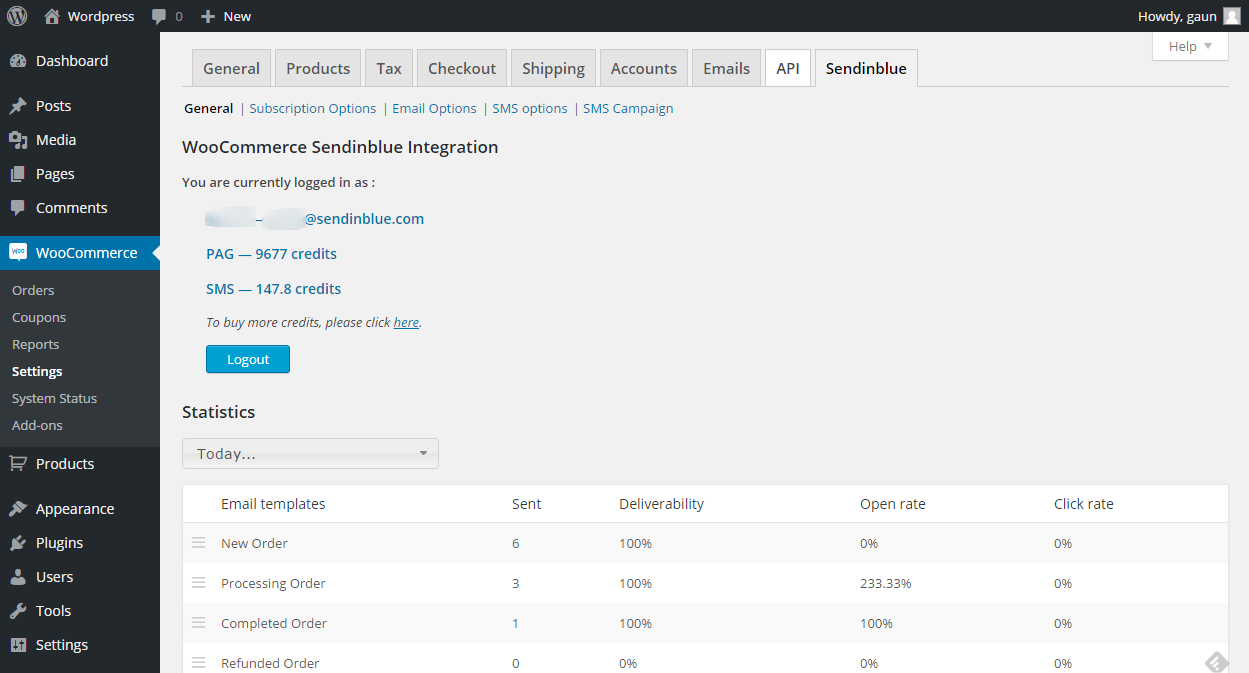 Wordpress 0 New Howdy, gaun
Help
Dashboard
Posts
Media
Pages
Comments
WooCommerce
Orders
Coupons
Reports
Settings
System Status
Add-ons
Products
Appearance
Plugins
Users
Tools
Settings
General Products Tax Checkout Shipping Accounts Emails API Sendinblue
General | Subscription Options | Email Options | SMS options | SMS Campaign
WooCommerce Sendinblue Integration
You are currently logged in as :
@sendinblue.com
PAG — 9677 credits
SMS — 147.8 credits
To buy more credits, please click here.
Logout
Statistics
Today...
Email templates Sent Deliverability Open rate Click rate
New Order 6 100% 0% 0%
Processing Order 3 100% 233.33% 0%
Completed Order 1 100% 100% 0%
Refunded Order 0 0% 0% 0%